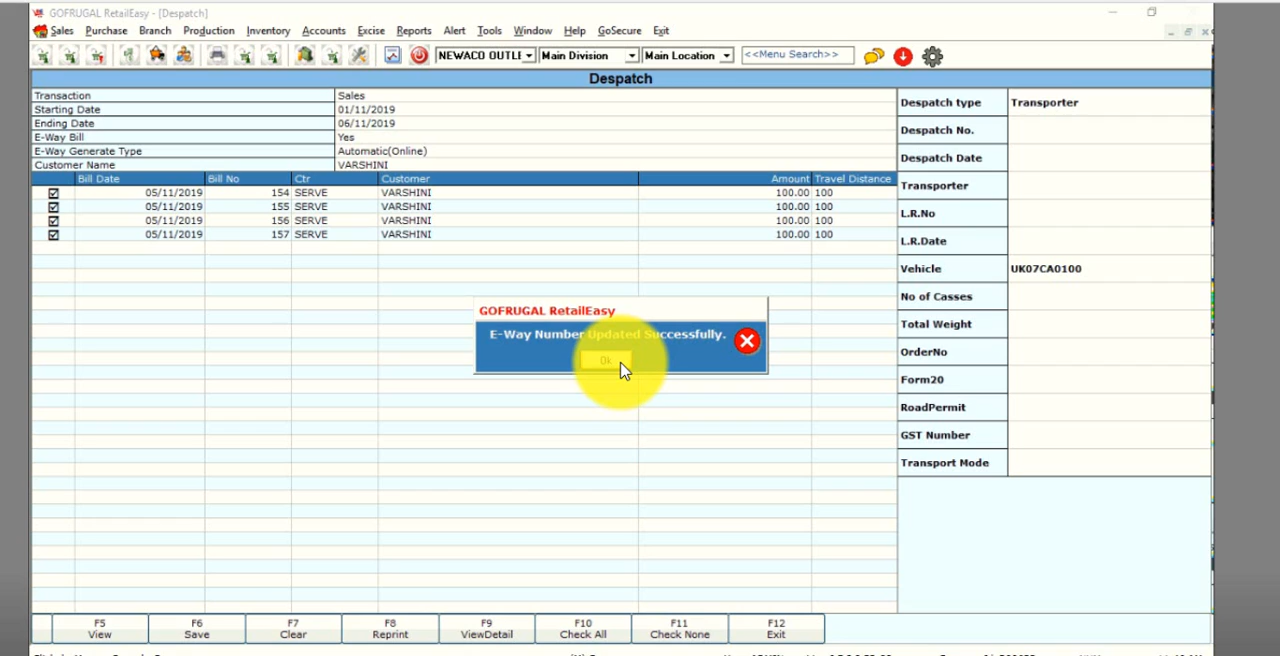 GOFRUGAL RetailEasy - [Despatch]
Sales Purchase Branch Production Inventory Accounts Excise Reports Alert Tools Window Help GoSecure Exit
NEWACO OUTLE Main Division Main Location <<Menu Search>>
Despatch
Transaction Sales
Starting Date 01/11/2019
Ending Date 06/11/2019
E-Way Bill Yes
E-Way Generate Type Automatic(Online)
Customer Name VARSHINI
Bill Date Bill No Ctr Customer Amount Travel Distance
05/11/2019 154 SERVE VARSHINI 100.00 100
05/11/2019 155 SERVE VARSHINI 100.00 100
05/11/2019 156 SERVE VARSHINI 100.00 100
05/11/2019 157 SERVE VARSHINI 100.00 100
Despatch type Transporter
Despatch No.
Despatch Date
Transporter
L.R.No
L.R.Date
Vehicle UK07CA0100
No of Casses
Total Weight
OrderNo
Form20
RoadPermit
GST Number
Transport Mode
GOFRUGAL RetailEasy
E-Way Number Updated Successfully.
Ok
F5 F6 F7 F8 F9 F10 F11 F12
View Save Clear Reprint ViewDetail Check All Check None Exit